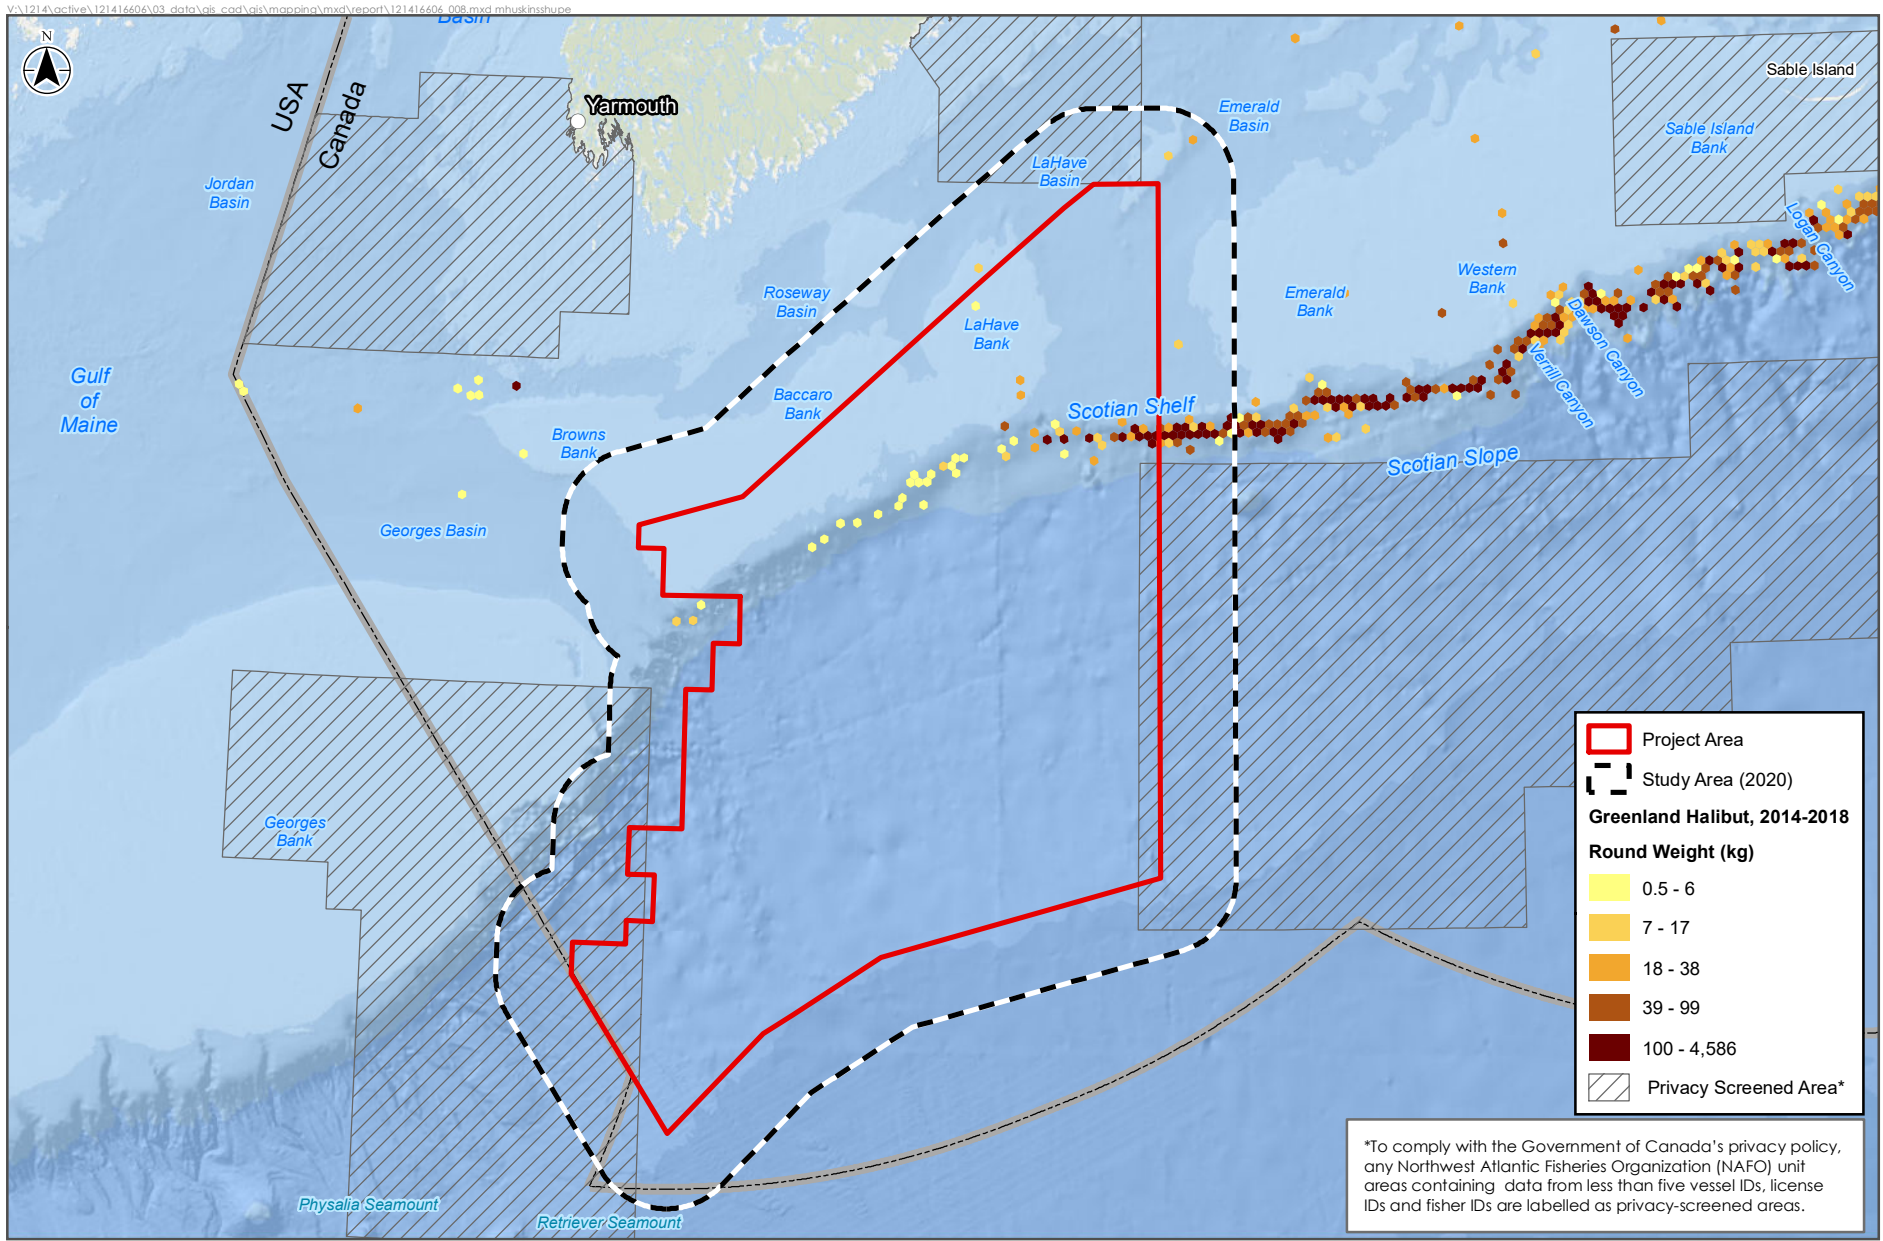 V:\1214\active\121416606\03_data\gis_cad\gis\mapping\mxd\report\121416606_008.mxd mhuskinsshupe
Basin
N
Sable Island
USA
Canada
Yarmouth
Emerald
Basin
Sable Island
Bank
LaHave
Basin
Jordan
Basin
Logan Canyon
Western
Bank
Roseway
Basin
Emerald
Bank
LaHave
Bank
Dawson Canyon
Verrill Canyon
Gulf
of
Maine
Baccaro
Bank
Scotian Shelf
Browns
Bank
Scotian Slope
Georges Basin
Georges
Bank
Physalia Seamount
Retriever Seamount
Project Area
Study Area (2020)
Greenland Halibut, 2014-2018
Round Weight (kg)
0.5 - 6
7 - 17
18 - 38
39 - 99
100 - 4,586
Privacy Screened Area*
*To comply with the Government of Canada's privacy policy,
any Northwest Atlantic Fisheries Organization (NAFO) unit
areas containing data from less than five vessel IDs, license
IDs and fisher IDs are labelled as privacy-screened areas.